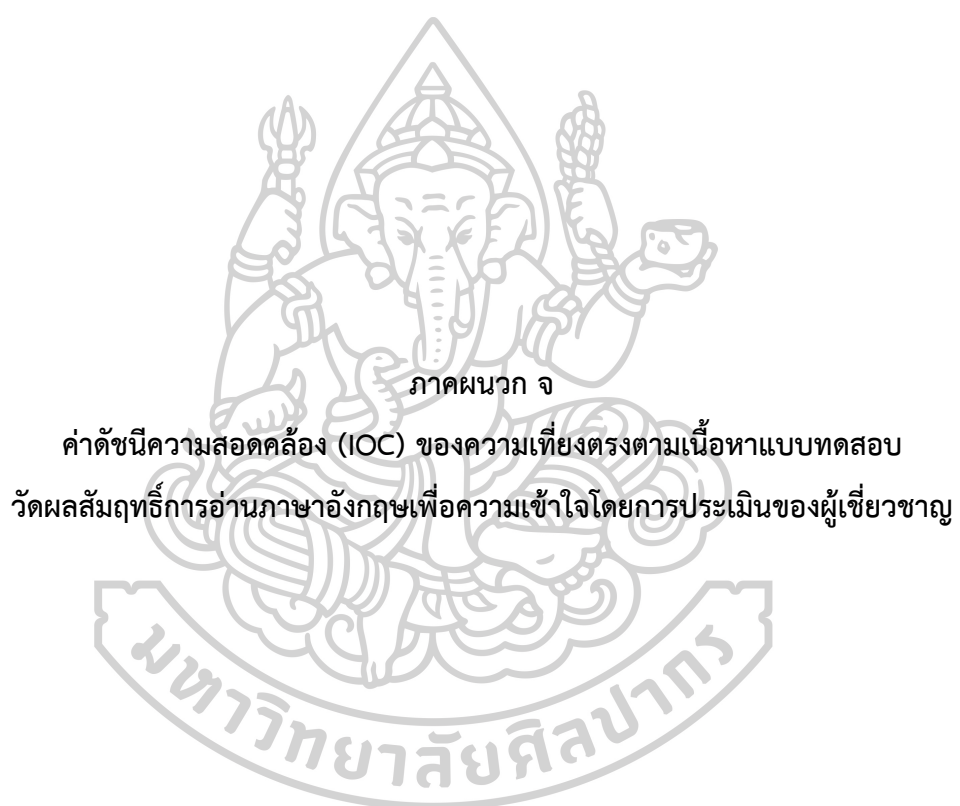 ภาคผนวก จ
ค่าดัชนีความสอดคล้อง (IOC) ของความเที่ยงตรงตามเนื้อหาแบบทดสอบ
วัดผลสัมฤทธิ์การอ่านภาษาอังกฤษเพื่อความเข้าใจโดยการประเมินของผู้เชี่ยวชาญ
มหาวิทยาลัยศิลปากร